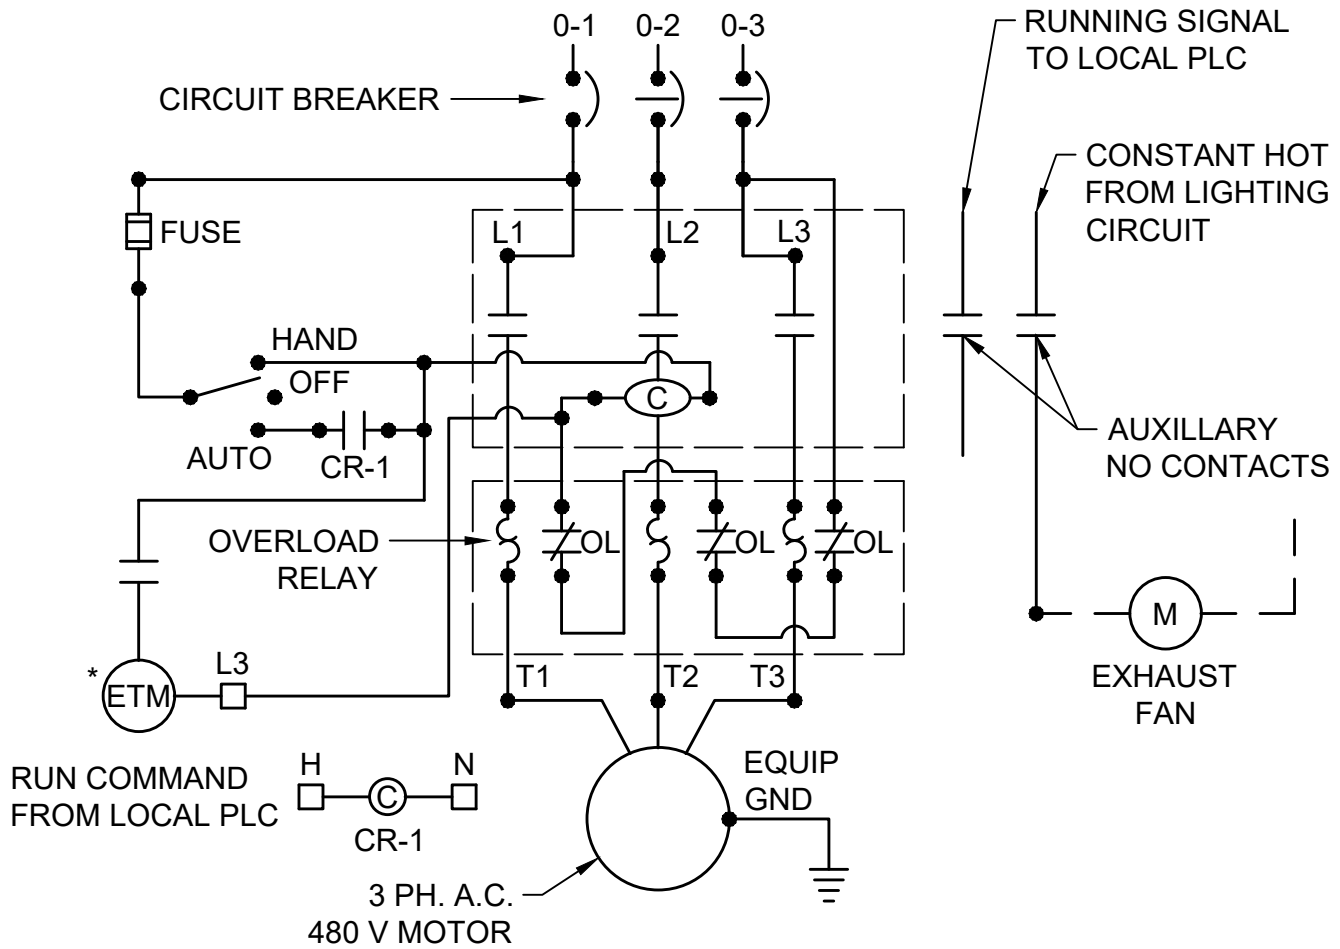 0-1
0-2
0-3
RUNNING SIGNAL
TO LOCAL PLC
CIRCUIT BREAKER
CONSTANT HOT
FROM LIGHTING
CIRCUIT
FUSE
L1
L2
L3
HAND
OFF
C
AUTO
CR-1
AUXILLARY
NO CONTACTS
OVERLOAD
RELAY
OL
OL
OL
M
EXHAUST
FAN
* ETM
L3
T1
T2
T3
RUN COMMAND
FROM LOCAL PLC
H
C
N
CR-1
EQUIP
GND
3 PH. A.C.
480 V MOTOR